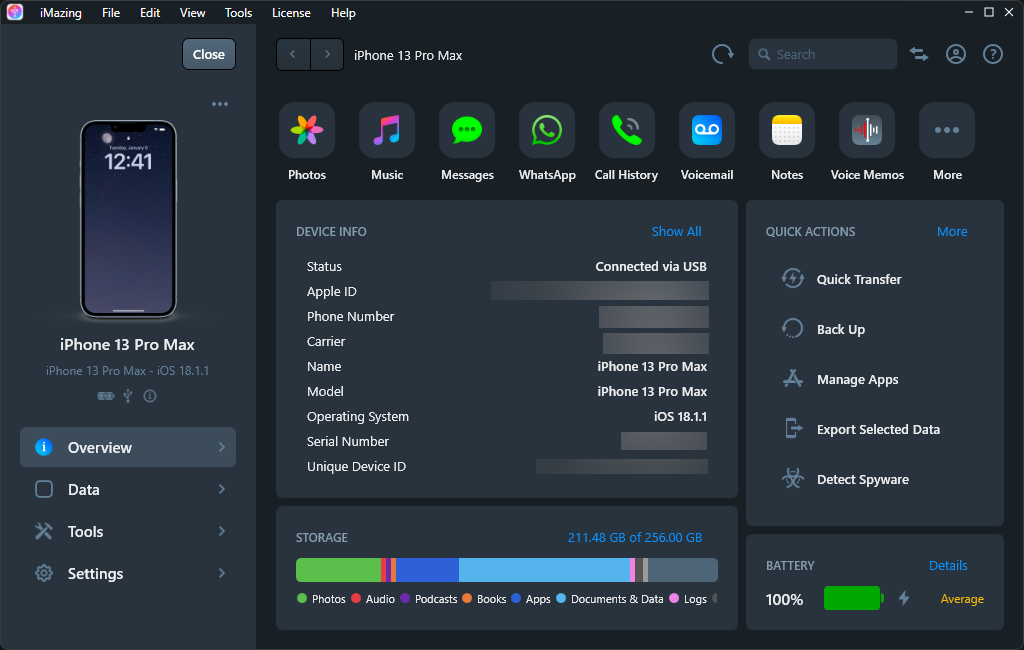 iMazing File Edit View Tools License Help
Close
iPhone 13 Pro Max
Search
Tuesday, January 9
12:41
iPhone 13 Pro Max
iPhone 13 Pro Max - iOS 18.1.1
Overview
Data
Tools
Settings
Photos Music Messages WhatsApp Call History Voicemail Notes Voice Memos More
DEVICE INFO Show All
Status Connected via USB
Apple ID
Phone Number
Carrier
Name iPhone 13 Pro Max
Model iPhone 13 Pro Max
Operating System iOS 18.1.1
Serial Number
Unique Device ID
STORAGE 211.48 GB of 256.00 GB
Photos Audio Podcasts Books Apps Documents & Data Logs
QUICK ACTIONS More
Quick Transfer
Back Up
Manage Apps
Export Selected Data
Detect Spyware
BATTERY Details
100% Average